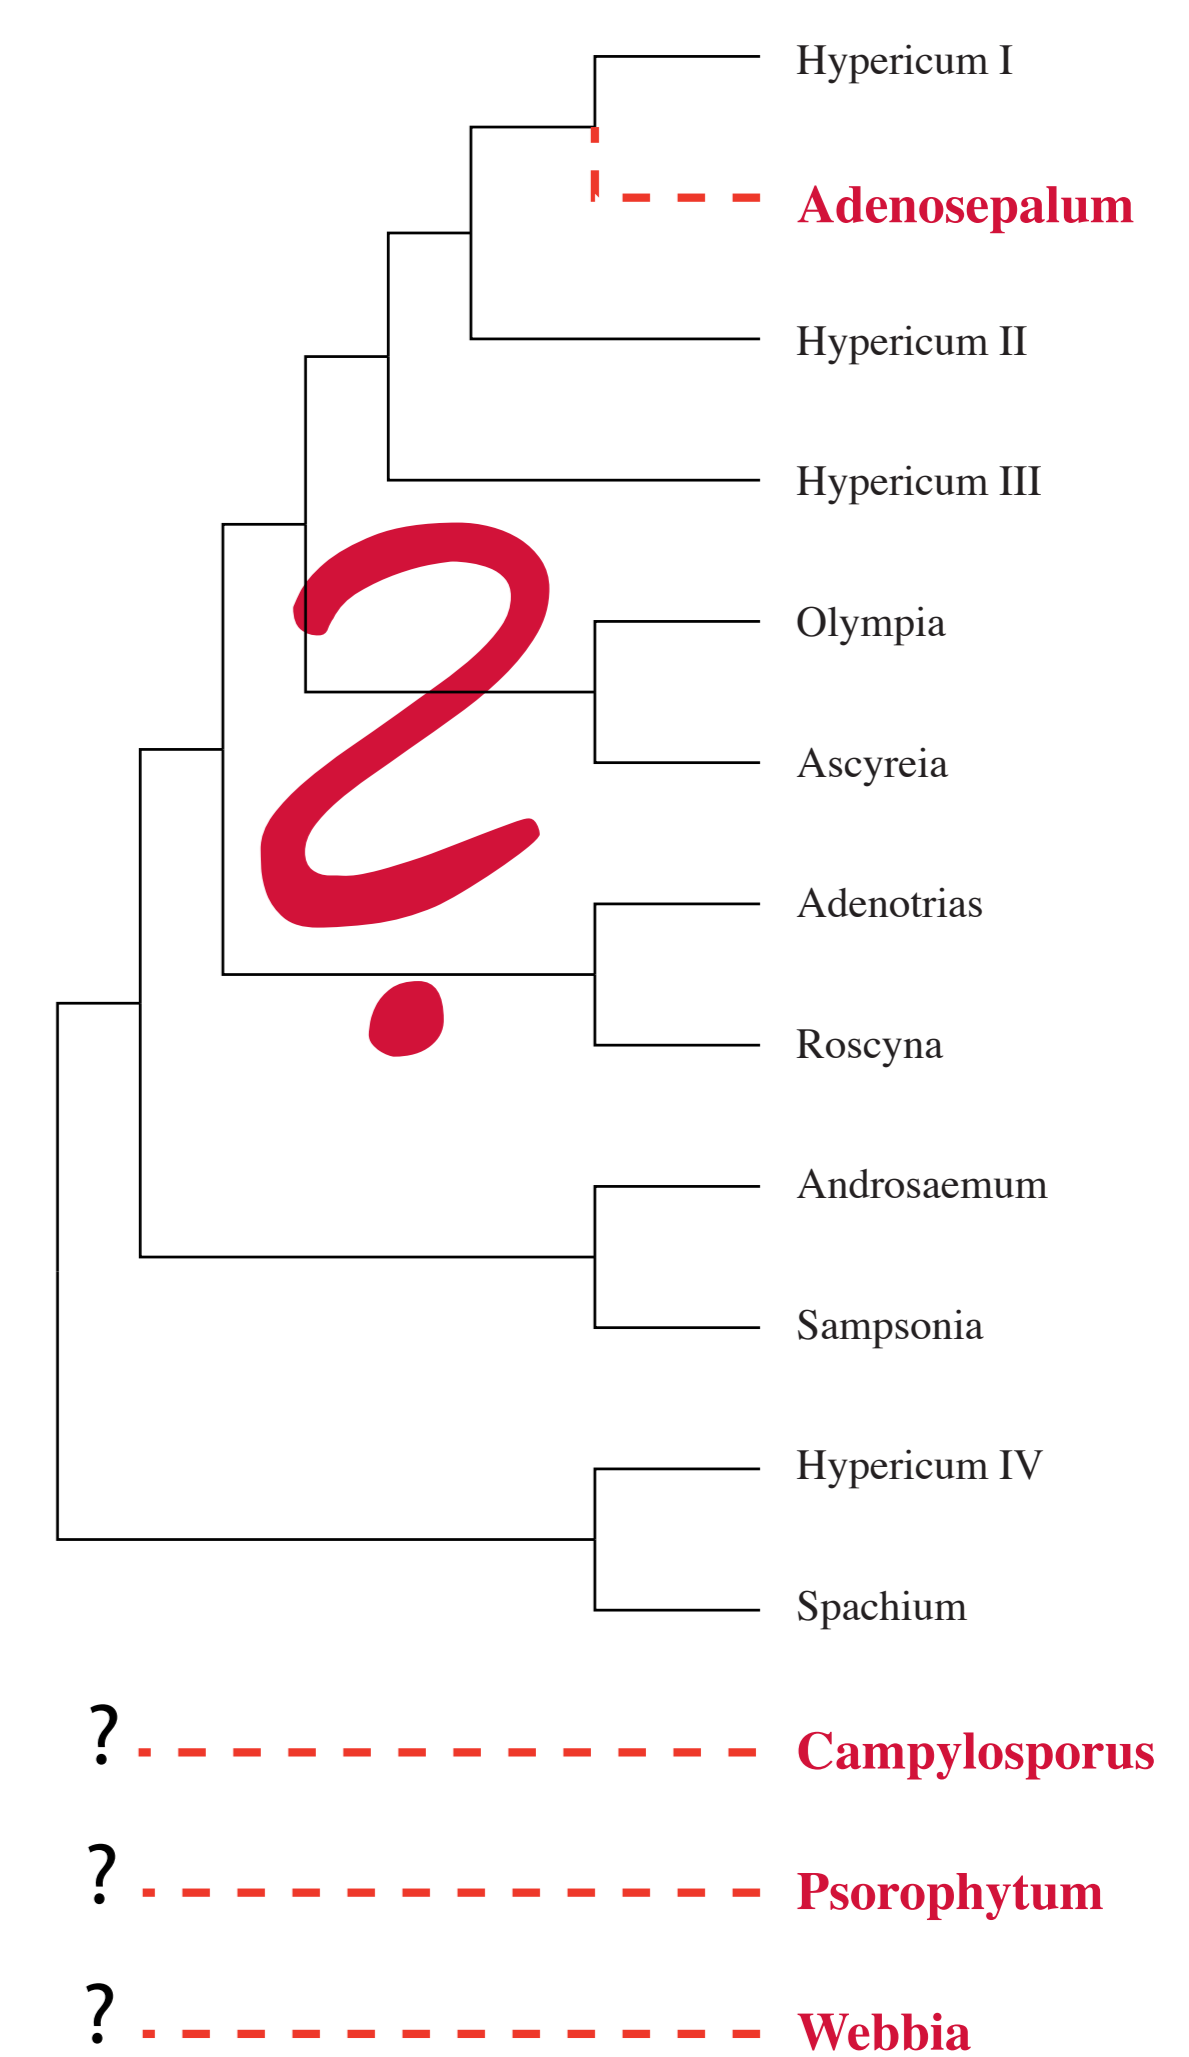 Hypericum I
Adenosepalum
Hypericum II
Hypericum III
Olympia
Ascyreia
Adenotrias
Roscyna
?
Androsaemum
Sampsonia
Hypericum IV
Spachium
? Campylosporus
? Psorophytum
? Webbia